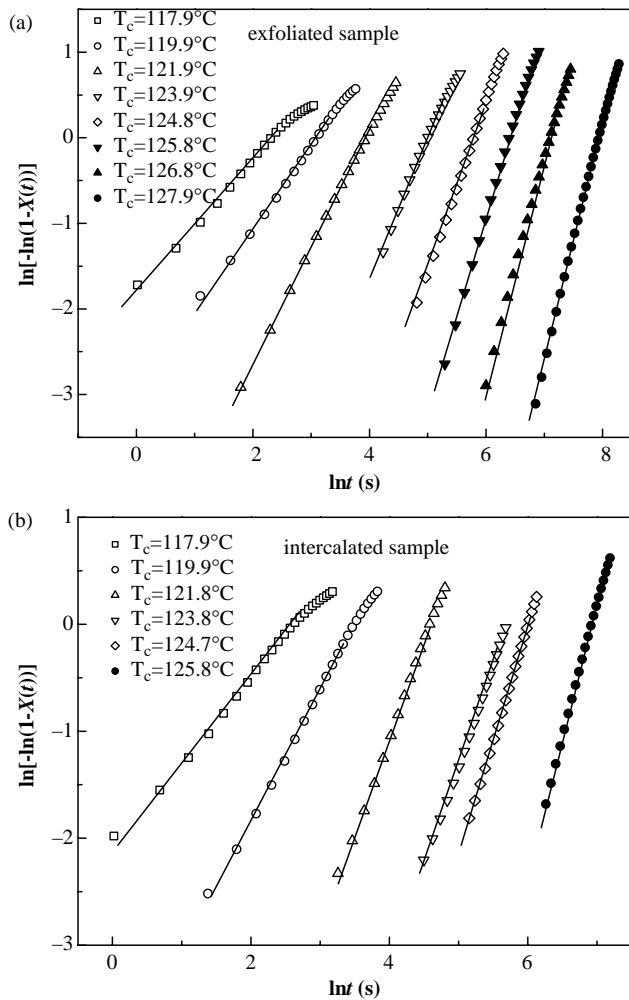 (a)
exfoliated sample
T_c=117.9°C
T_c=119.9°C
T_c=121.9°C
T_c=123.9°C
T_c=124.8°C
T_c=125.8°C
T_c=126.8°C
T_c=127.9°C
1
0
−1
−2
−3
ln[-ln(1-X(t))]
0
2
4
6
8
lnt (s)
(b)
intercalated sample
T_c=117.9°C
T_c=119.9°C
T_c=121.8°C
T_c=123.8°C
T_c=124.7°C
T_c=125.8°C
1
0
−1
−2
−3
ln[-ln(1-X(t))]
0
2
4
6
lnt (s)